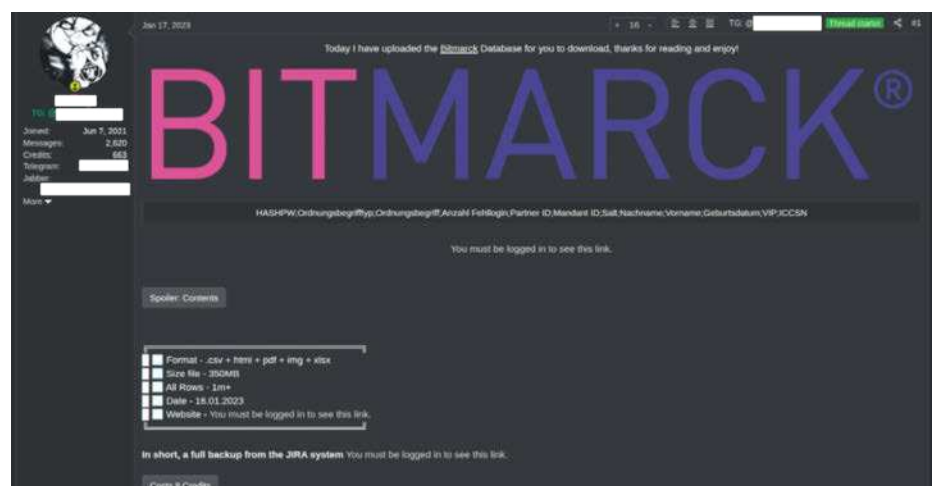 Jan 17, 2023
+ 16 -
TG: @
Thread starter
#1
Today I have uploaded the Bitmarck Database for you to download, thanks for reading and enjoy!
TG: @
Joined: Jun 7, 2021
Messages: 2,620
Credits: 663
Telegram:
Jabber:
More
BITMARCK®
HASHPW;Ordnungsbegrifftyp;Ordnungsbegriff;Anzahl Fehllogin;Partner ID;Mandant ID;Salt;Nachname;Vorname;Geburtsdatum;VIP;ICCSN
You must be logged in to see this link.
Spoiler: Contents
Format - .csv + html + pdf + img + xlsx
Size file - 350MB
All Rows - 1m+
Date - 16.01.2023
Website - You must be logged in to see this link.
In short, a full backup from the JIRA system You must be logged in to see this link.
Credits